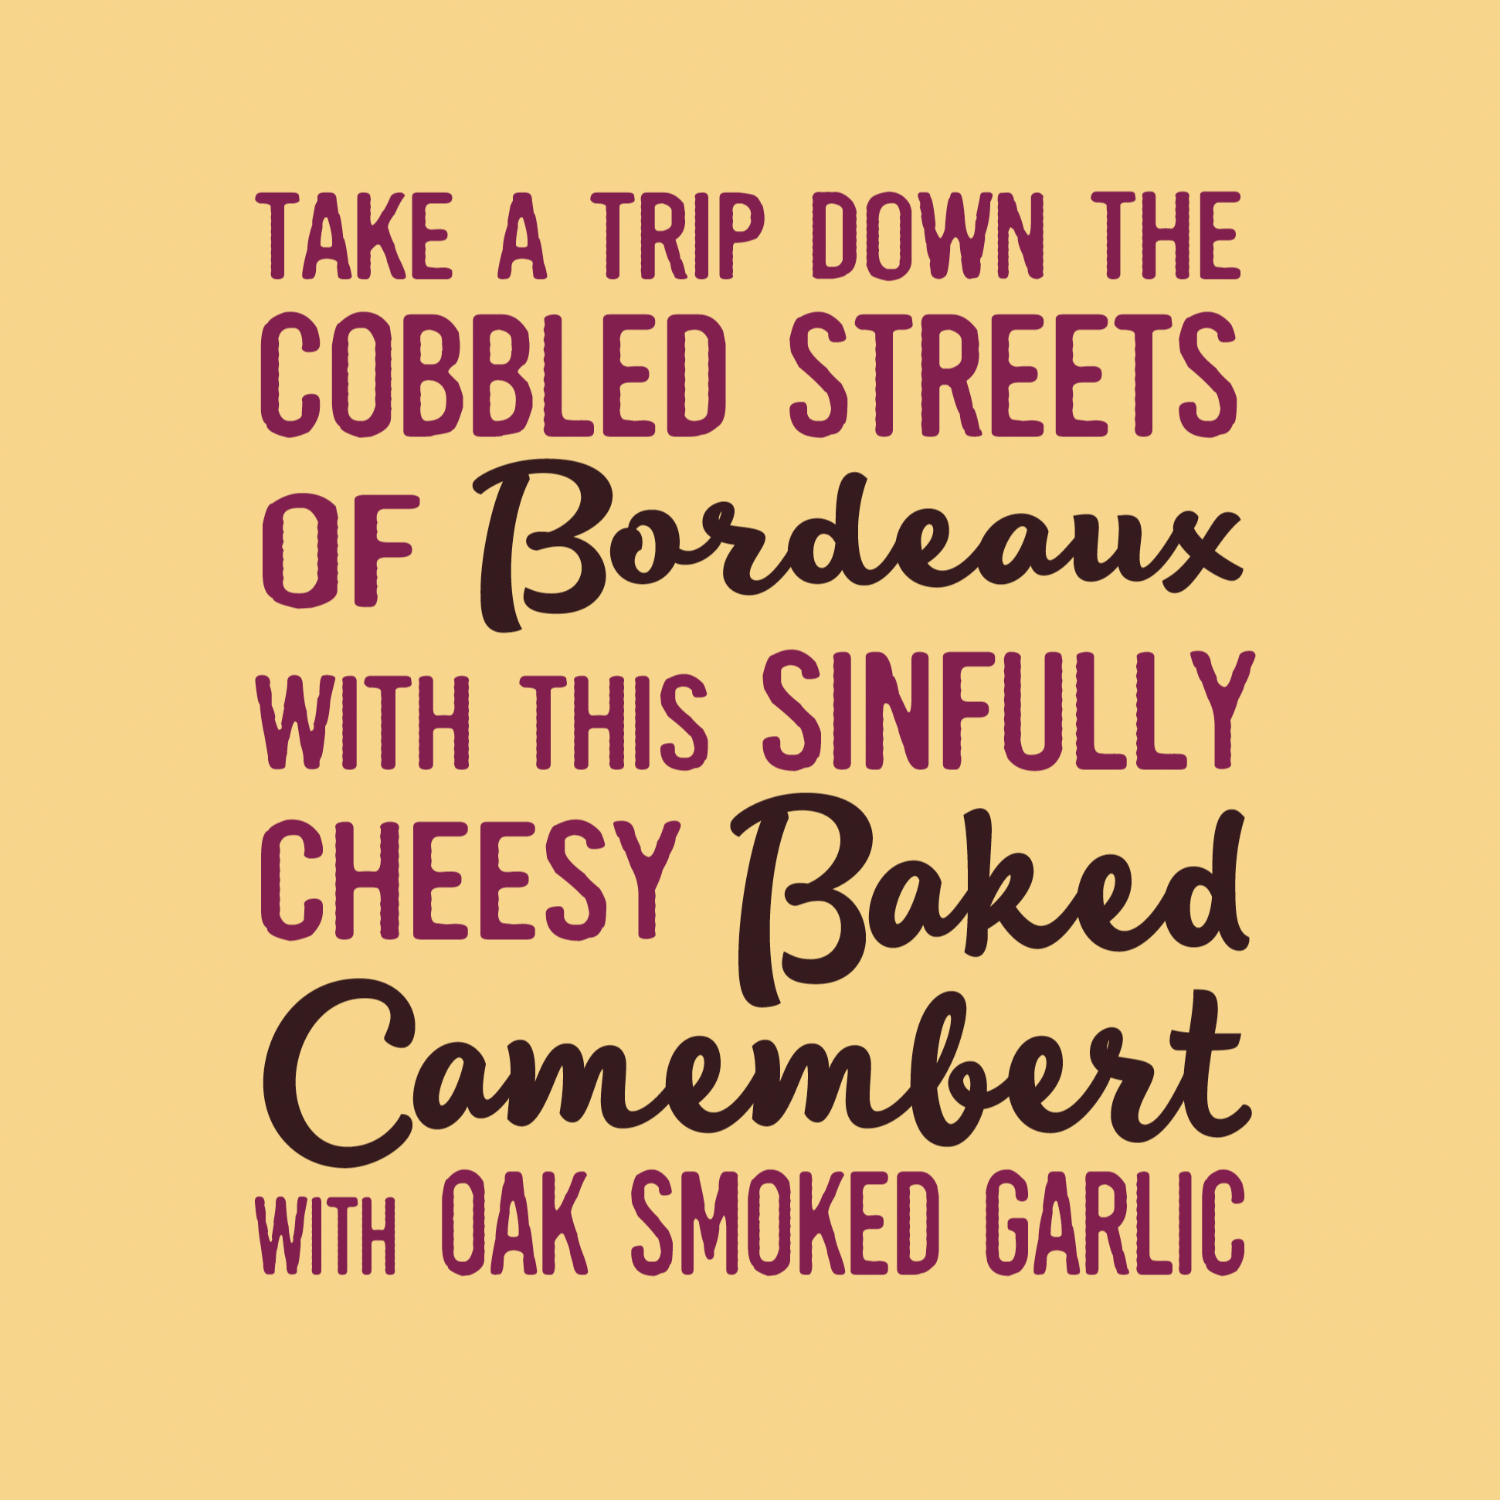 TAKE A TRIP DOWN THE
COBBLED STREETS
OF Bordeaux
WITH THIS SINFULLY
CHEESY Baked
Camembert
WITH OAK SMOKED GARLIC